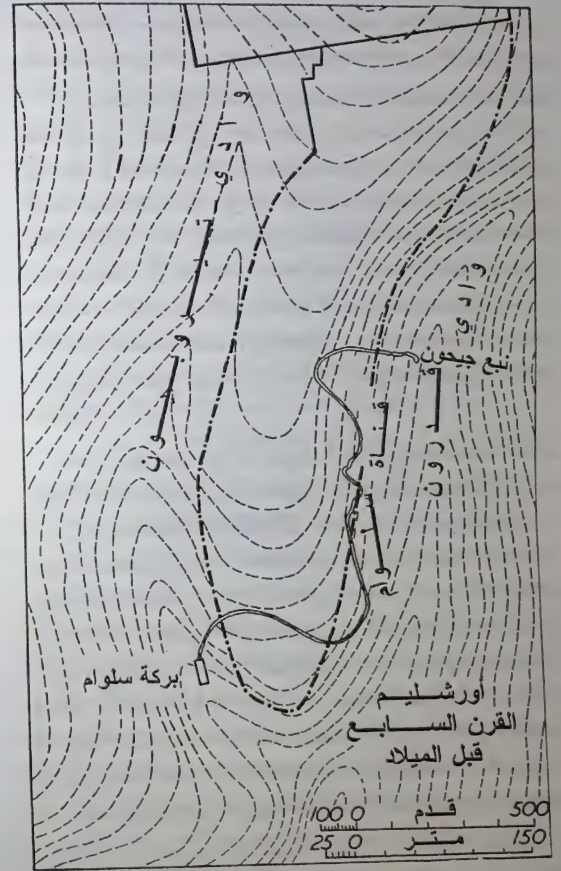 وادي تيروبيون
وادي
قدرون
نبع جيحون
قناة سلوام
بركة سلوام
أورشليم
القرن السابع
قبل الميلاد
100 0 قدم 500
25 0 متر 150